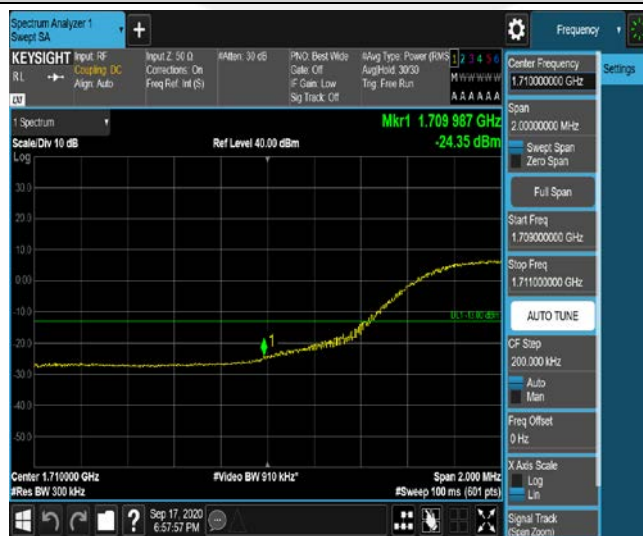 Spectrum Analyzer 1
Swept SA
+
Frequency
KEYSIGHT
RL
Input: RF
Coupling: DC
Align: Auto
Input Z: 50 Ω
Corrections: On
Freq Ref: Int (S)
#Atten: 30 dB
PNO: Best Wide
Gate: Off
IF Gain: Low
Sig Track: Off
#Avg Type: Power (RMS
Avg|Hold: 30/30
Trig: Free Run
1 2 3 4 5 6
M W W W W W
A A A A A A
1 Spectrum
Scale/Div 10 dB
Log
Ref Level 40.00 dBm
Mkr1 1.709 987 GHz
-24.35 dBm
30.0
20.0
10.0
0.00
-10.0
-20.0
-30.0
-40.0
-50.0
DL1 -13.00 dBm
1
Center 1.710000 GHz
#Res BW 300 kHz
#Video BW 910 kHz*
Span 2.000 MHz
#Sweep 100 ms (601 pts)
Center Frequency
1.710000000 GHz
Settings
Span
2.00000000 MHz
Swept Span
Zero Span
Full Span
Start Freq
1.709000000 GHz
Stop Freq
1.711000000 GHz
AUTO TUNE
CF Step
200.000 kHz
Auto
Man
Freq Offset
0 Hz
X Axis Scale
Log
Lin
Signal Track
(Span Zoom)
?
Sep 17, 2020
6:57:57 PM